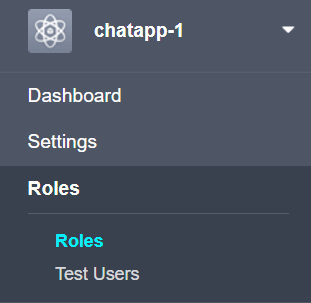 chatapp-1
Dashboard
Settings
Roles
Roles
Test Users